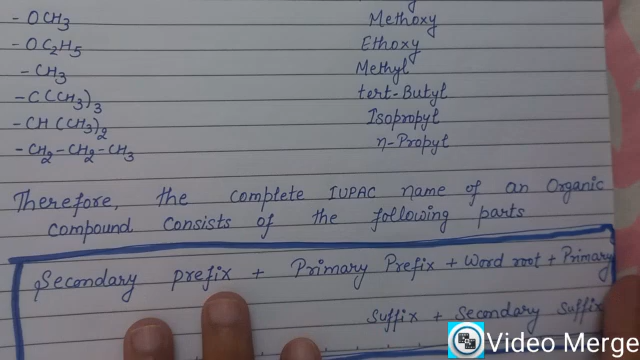 - OCH3 Methoxy
- OC2H5 Ethoxy
- CH3 Methyl
- C(CH3)3 tert-Butyl
- CH(CH3)2 Isopropyl
- CH2-CH2-CH3 n-Propyl
Therefore, the complete IUPAC name of an Organic
compound consists of the following parts
Secondary prefix + Primary Prefix + Word root + Primary
suffix + Secondary suffix
Video Merge